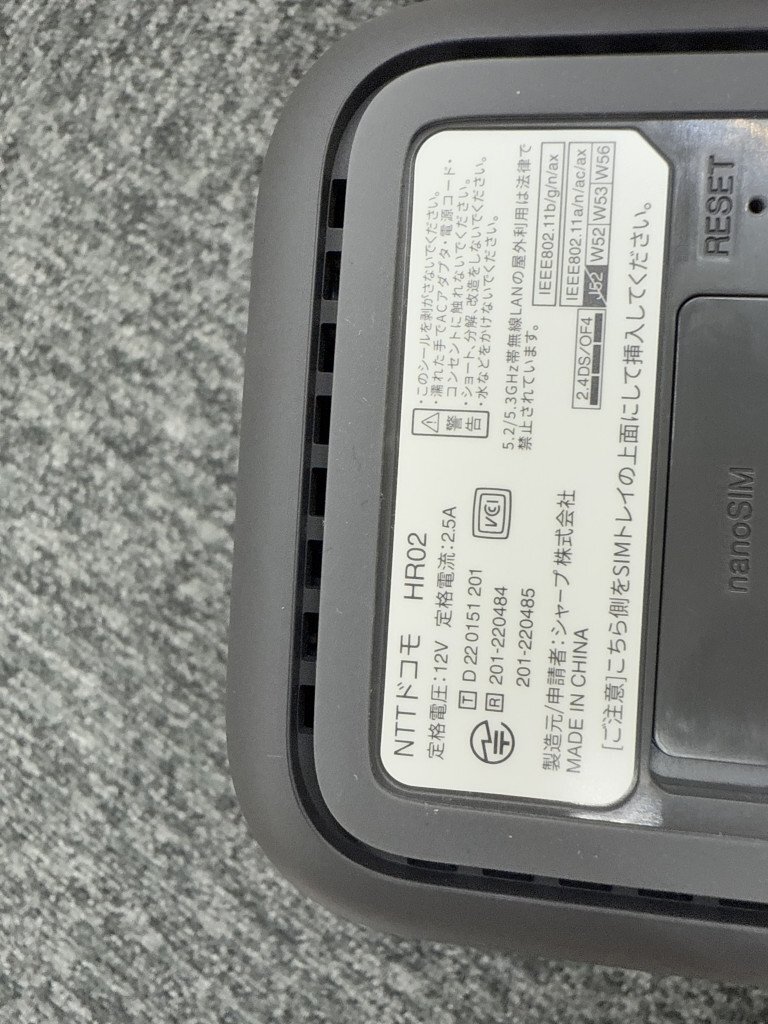 NTTドコモ HR02
定格電圧:12V 定格電流:2.5A
T D 22 0151 201
R 201-220484
201-220485
VCI
製造元/申請者:シャープ株式会社
MADE IN CHINA
警告
・このシールを剥がさないでください。
・濡れた手でACアダプタ・電源コード・
コンセントに触れないでください。
・ショート、分解、改造をしないでください。
・水などをかけないでください。
5.2/5.3GHz帯無線LANの屋外利用は法律で
禁止されています。
2.4DS/OF4
IEEE802.11b/g/n/ax
IEEE802.11a/n/ac/ax
J52 W52 W53 W56
[ご注意]こちら側をSIMトレイの上面にして挿入してください。
nanoSIM
RESET